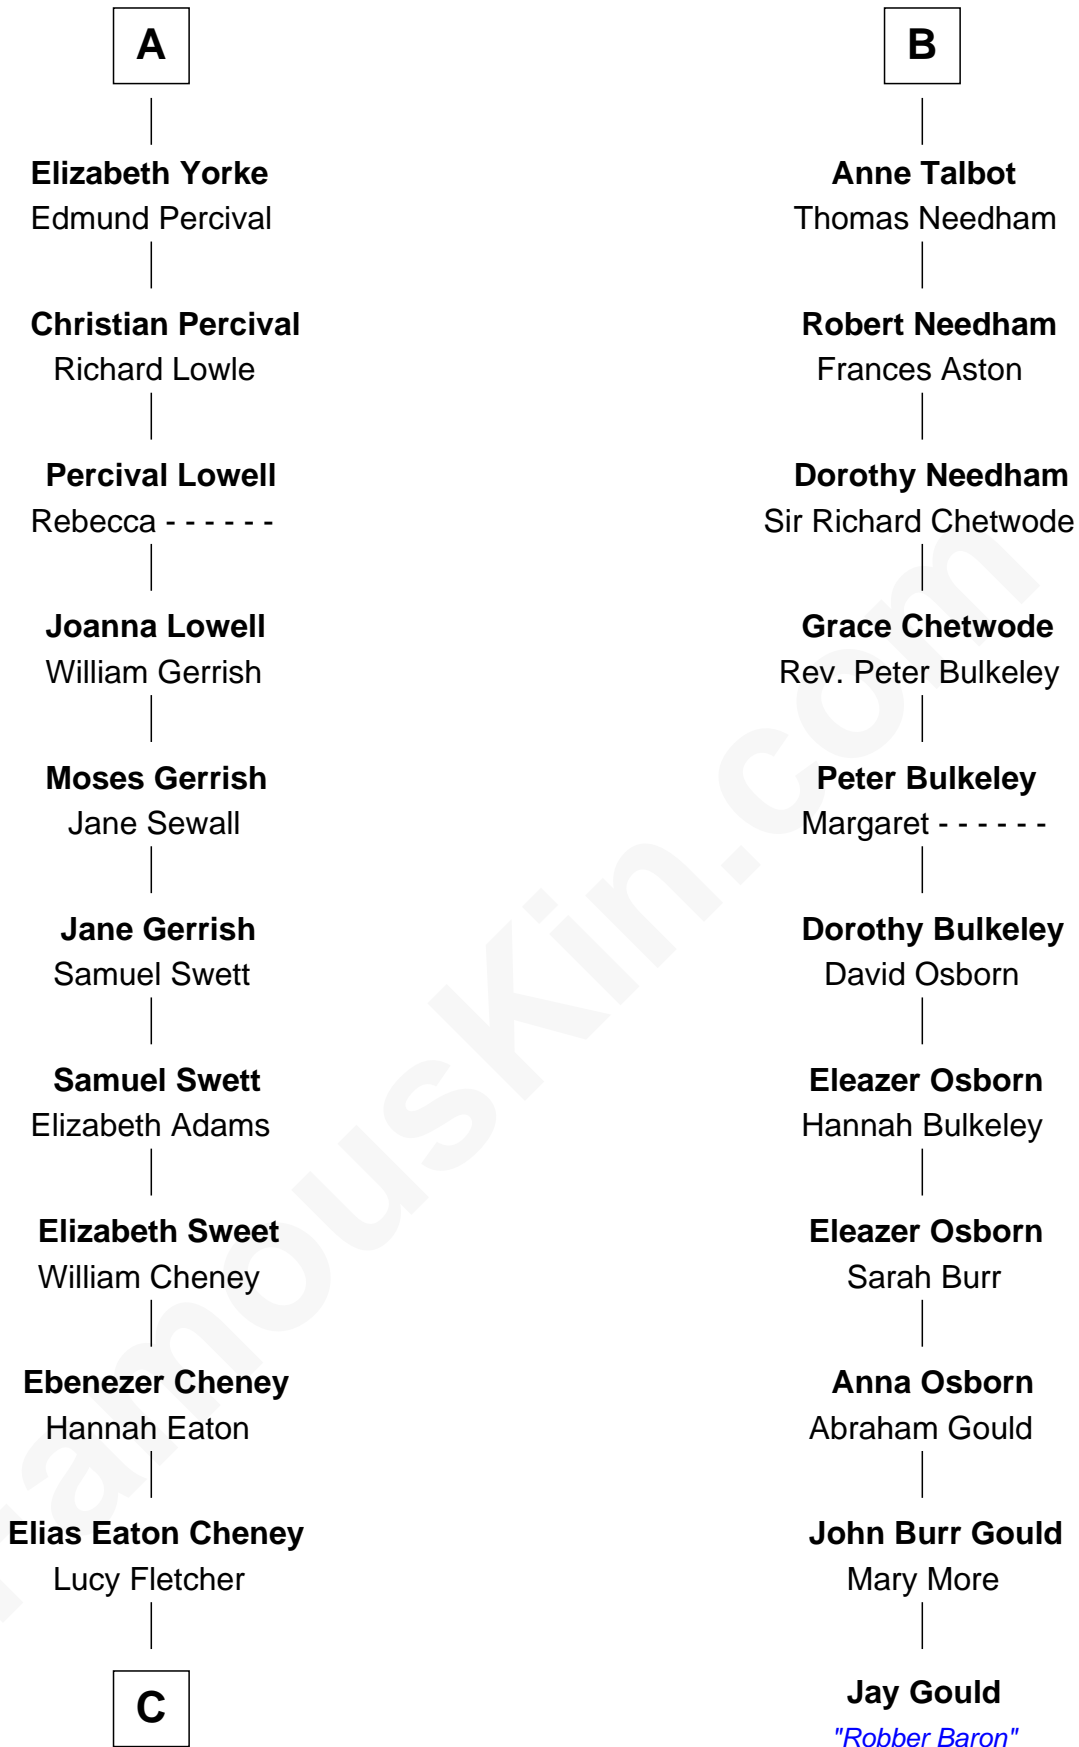 A
Elizabeth Yorke
Edmund Percival
Christian Percival
Richard Lowle
Percival Lowell
Rebecca - - - - - -
Joanna Lowell
William Gerrish
Moses Gerrish
Jane Sewall
Jane Gerrish
Samuel Swett
Samuel Swett
Elizabeth Adams
Elizabeth Sweet
William Cheney
Ebenezer Cheney
Hannah Eaton
Elias Eaton Cheney
Lucy Fletcher
C
B
Anne Talbot
Thomas Needham
Robert Needham
Frances Aston
Dorothy Needham
Sir Richard Chetwode
Grace Chetwode
Rev. Peter Bulkeley
Peter Bulkeley
Margaret - - - - - -
Dorothy Bulkeley
David Osborn
Eleazer Osborn
Hannah Bulkeley
Eleazer Osborn
Sarah Burr
Anna Osborn
Abraham Gould
John Burr Gould
Mary More
Jay Gould
"Robber Baron"
FamousKin.com